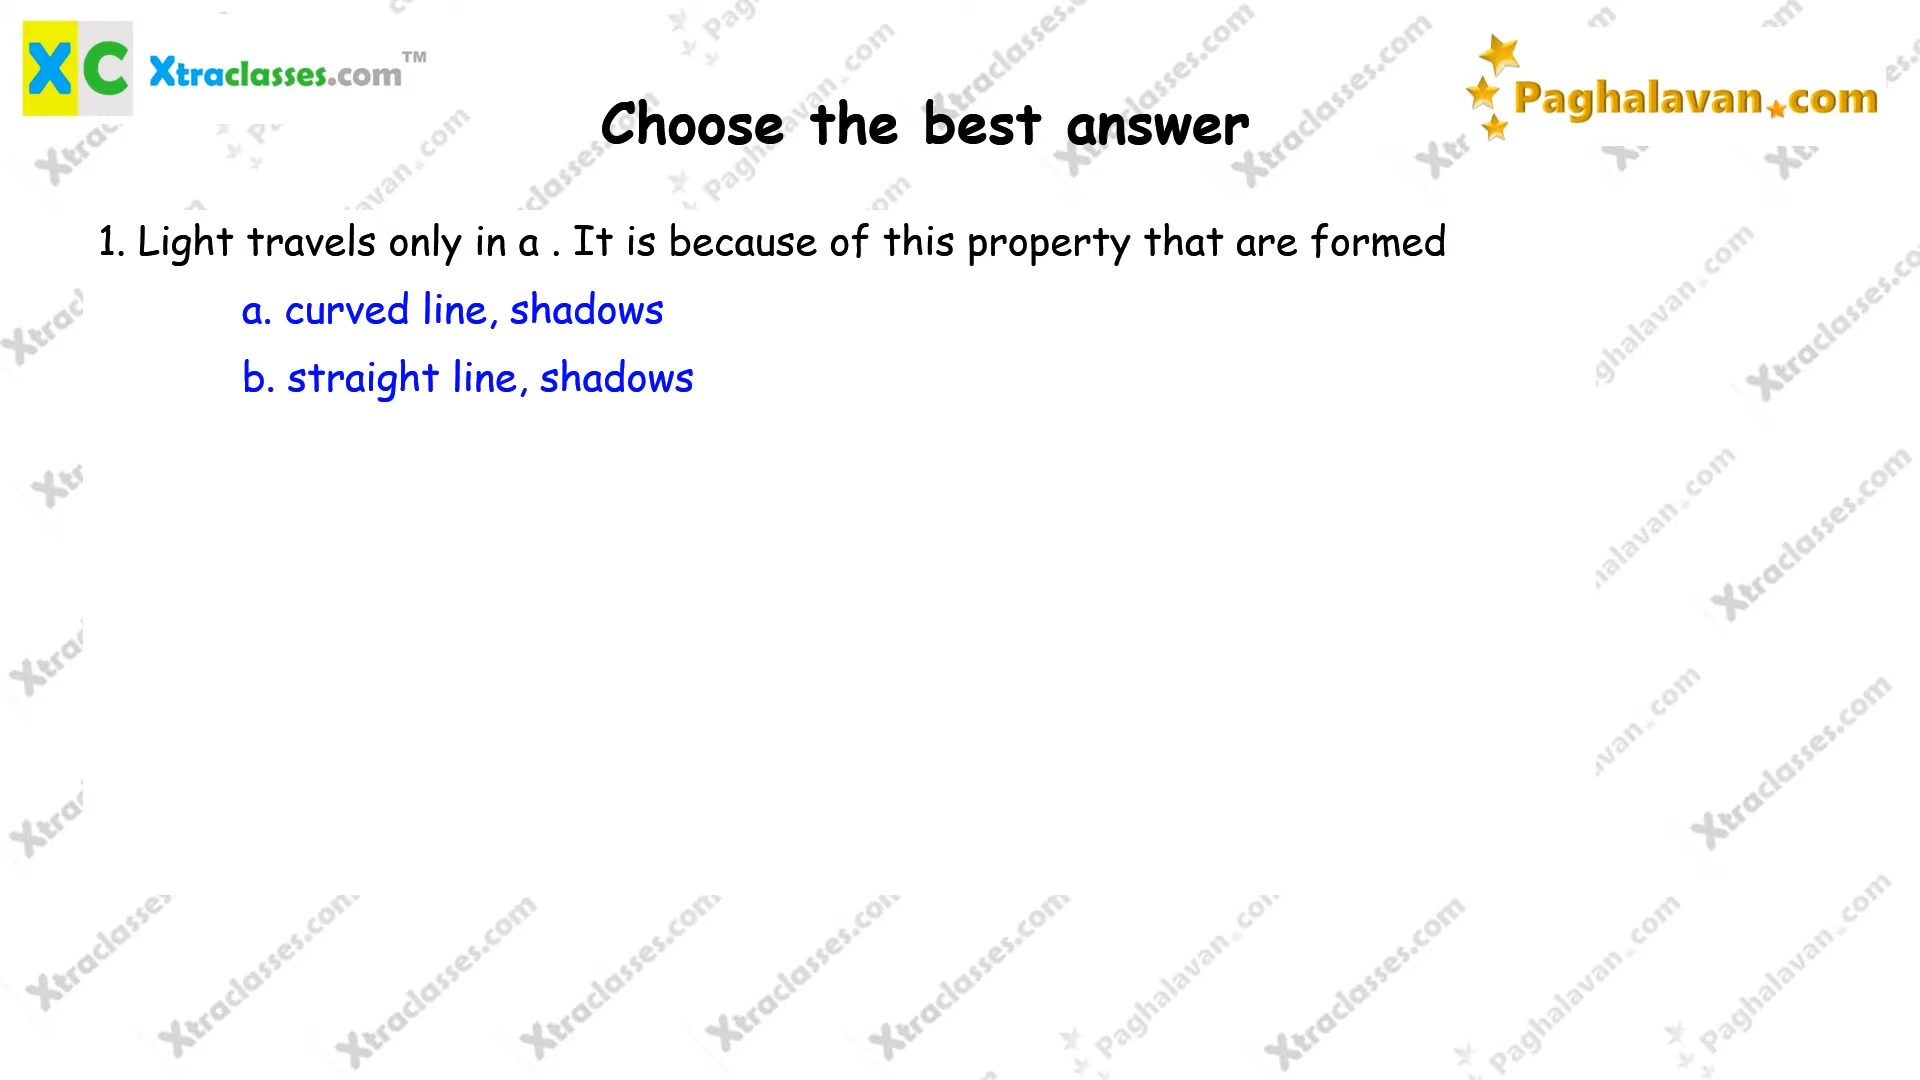 XC Xtraclasses.com™
Paghalavan.com
Choose the best answer
1. Light travels only in a . It is because of this property that are formed
a. curved line, shadows
b. straight line, shadows